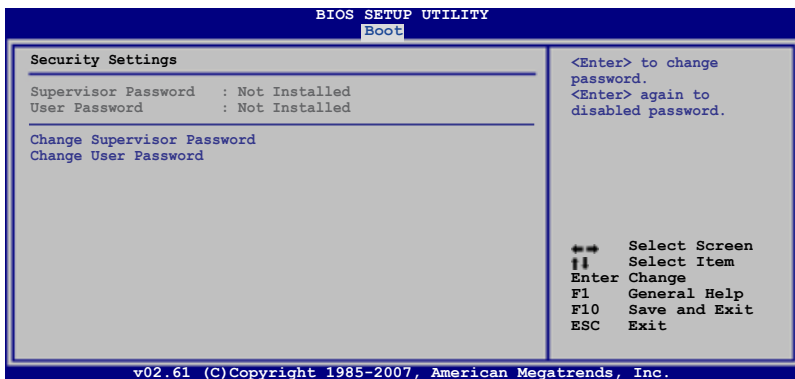 BIOS SETUP UTILITY
Boot
Security Settings
Supervisor Password : Not Installed
User Password : Not Installed
Change Supervisor Password
Change User Password
<Enter> to change
password.
<Enter> again to
disabled password.
←→ Select Screen
↑↓ Select Item
Enter Change
F1 General Help
F10 Save and Exit
ESC Exit
v02.61 (C)Copyright 1985-2007, American Megatrends, Inc.